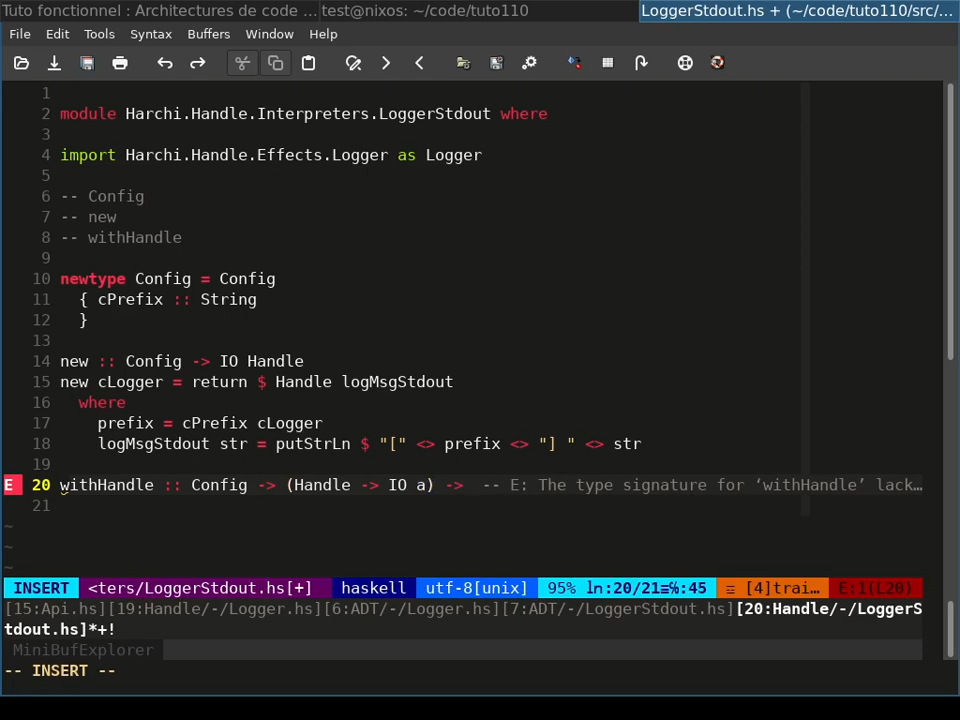 Tuto fonctionnel : Architectures de code ... test@nixos: ~/code/tuto110 LoggerStdout.hs + (~/code/tuto110/src/...
File Edit Tools Syntax Buffers Window Help
1
2 module Harchi.Handle.Interpreters.LoggerStdout where
3
4 import Harchi.Handle.Effects.Logger as Logger
5
6 -- Config
7 -- new
8 -- withHandle
9
10 newtype Config = Config
11   { cPrefix :: String
12   }
13
14 new :: Config -> IO Handle
15 new cLogger = return $ Handle logMsgStdout
16   where
17     prefix = cPrefix cLogger
18     logMsgStdout str = putStrLn $ "[" <> prefix <> "] " <> str
19
E 20 withHandle :: Config -> (Handle -> IO a) ->  -- E: The type signature for ‘withHandle’ lack…
21
~
~
~
INSERT <ters/LoggerStdout.hs[+] haskell utf-8[unix] 95% ㏑:20/21≡℅:45 Ξ [4]trai… E:1(L20)
[15:Api.hs][19:Handle/-/Logger.hs][6:ADT/-/Logger.hs][7:ADT/-/LoggerStdout.hs][20:Handle/-/LoggerS
tdout.hs]*+!
MiniBufExplorer
-- INSERT --